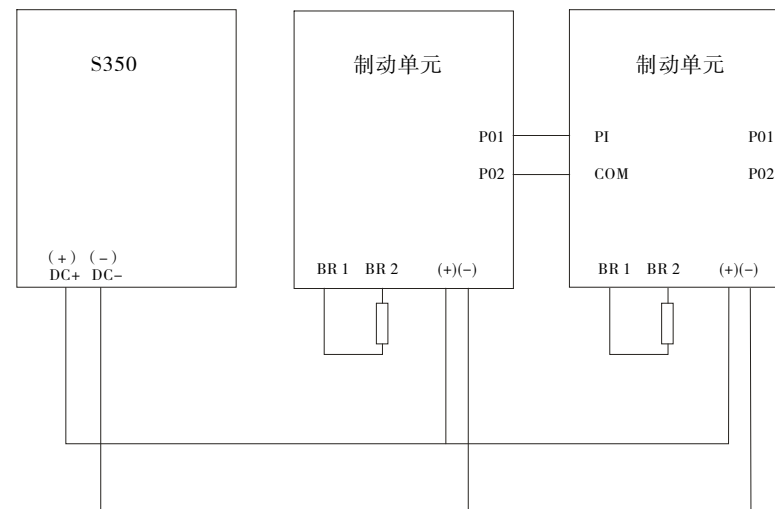 S350 制动单元 制动单元
P01 PI P01
P02 COM P02
(+) (-)
DC+ DC-
BR 1 BR 2 (+)(-) BR 1 BR 2 (+)(-)